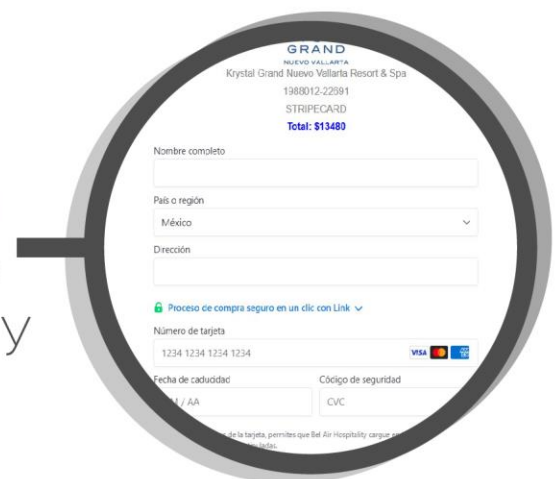 GRAND
NUEVO VALLARTA
Krystal Grand Nuevo Vallarta Resort & Spa
1988012-22691
STRIPECARD
Total: $13480
Nombre completo
País o región
México
Dirección
Proceso de compra seguro en un clic con Link
Número de tarjeta
1234 1234 1234 1234
VISA
Fecha de caducidad
Código de seguridad
/ AA
CVC
de la tarjeta, permites que Bel Air Hospitality cargue
y